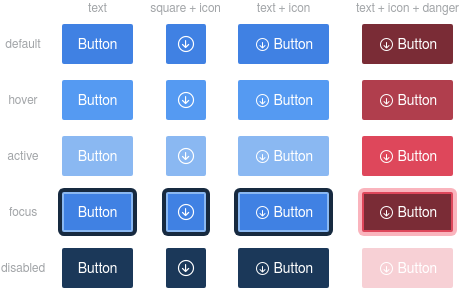 text square + icon text + icon text + icon + danger
default Button Button Button
hover Button Button Button
active Button Button Button
focus Button Button Button
disabled Button Button Button